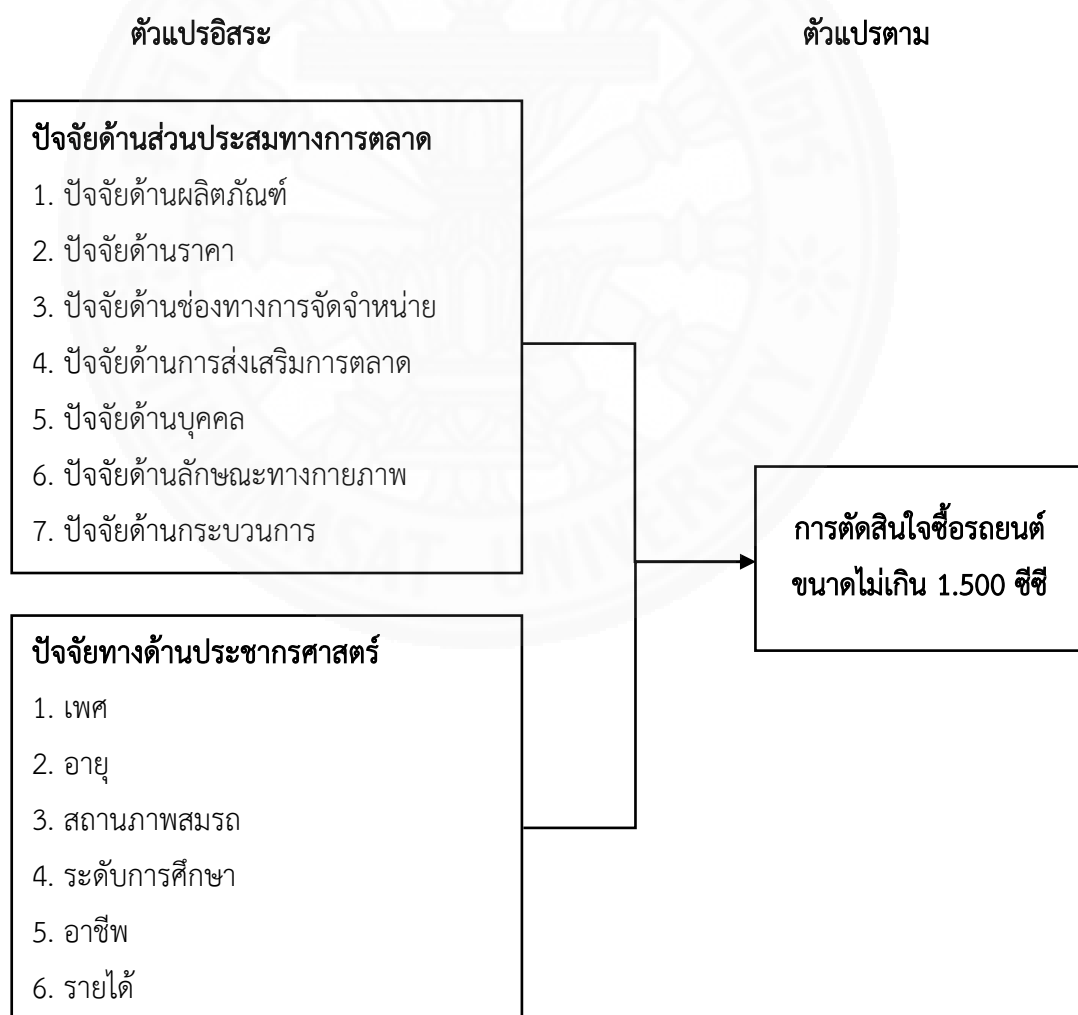 ตัวแปรอิสระ
ตัวแปรตาม
ปัจจัยด้านส่วนประสมทางการตลาด
1. ปัจจัยด้านผลิตภัณฑ์
2. ปัจจัยด้านราคา
3. ปัจจัยด้านช่องทางการจัดจำหน่าย
4. ปัจจัยด้านการส่งเสริมการตลาด
5. ปัจจัยด้านบุคคล
6. ปัจจัยด้านลักษณะทางกายภาพ
7. ปัจจัยด้านกระบวนการ
การตัดสินใจซื้อรถยนต์
ขนาดไม่เกิน 1.500 ซีซี
ปัจจัยทางด้านประชากรศาสตร์
1. เพศ
2. อายุ
3. สถานภาพสมรถ
4. ระดับการศึกษา
5. อาชีพ
6. รายได้
UNIVERSITY